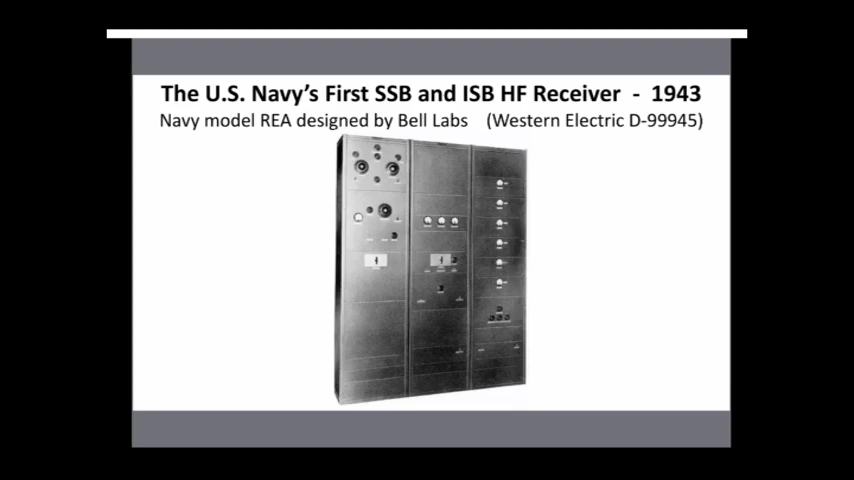 The U.S. Navy's First SSB and ISB HF Receiver - 1943
Navy model REA designed by Bell Labs (Western Electric D-99945)